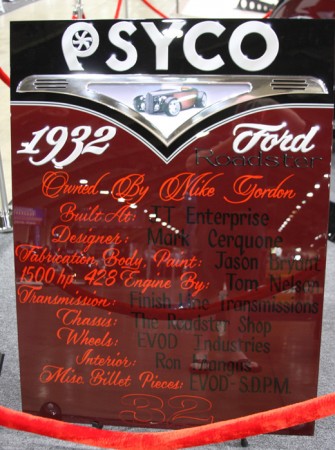 PSYCO
1932 Ford
Roadster
Owned By Mike Gordon
Built At: JT Enterprise
Designer: Mark Cerquone
Fabrication, Body, Paint: Jason Bryant
1500 hp 428 Engine By: Tom Nelson
Transmission: Finish Line Transmissions
Chassis: The Roadster Shop
Wheels: EVOD Industries
Interior: Ron
Misc. Billet Pieces: EVOD-S.D.P.M
32